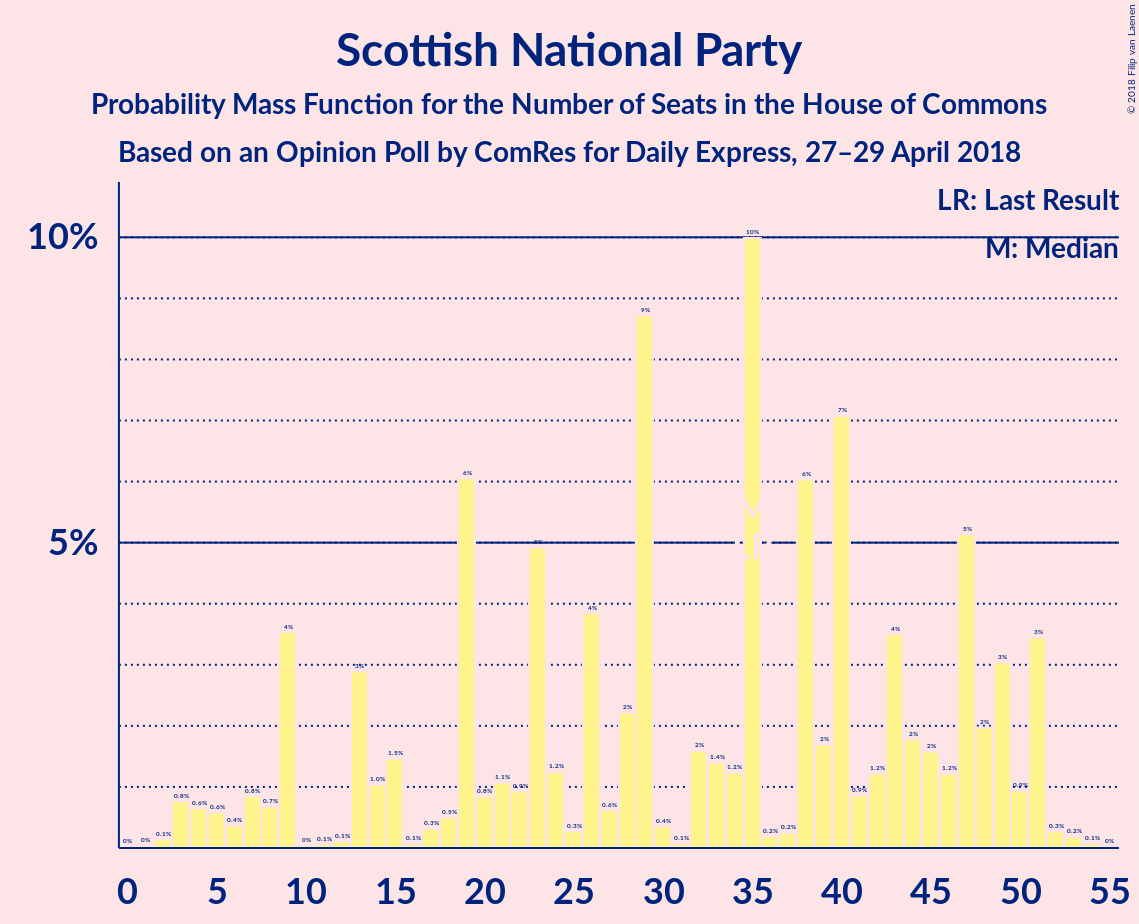 © 2018 Filip van Laenen
Scottish National Party
Probability Mass Function for the Number of Seats in the House of Commons
Based on an Opinion Poll by ComRes for Daily Express, 27–29 April 2018
LR: Last Result
M: Median
10%
5%
0% 0% 0.1% 0.8% 0.6% 0.6% 0.4% 0.8% 0.7% 4% 0% 0.1% 0.1% 3% 1.0% 1.5% 0.1% 0.3% 0.5% 6% 0.8% 1.1% 0.9% 5% 1.2% 0.3% 4% 0.6% 2% 9% 0.4% 0.1% 2% 1.4% 1.2% 10% 0.2% 0.2% 6% 2% 7% 0.9% 1.2% 4% 2% 2% 1.2% 5% 2% 3% 0.9% 3% 0.3% 0.2% 0.1% 0%
0 5 10 15 20 25 30 35 40 45 50 55